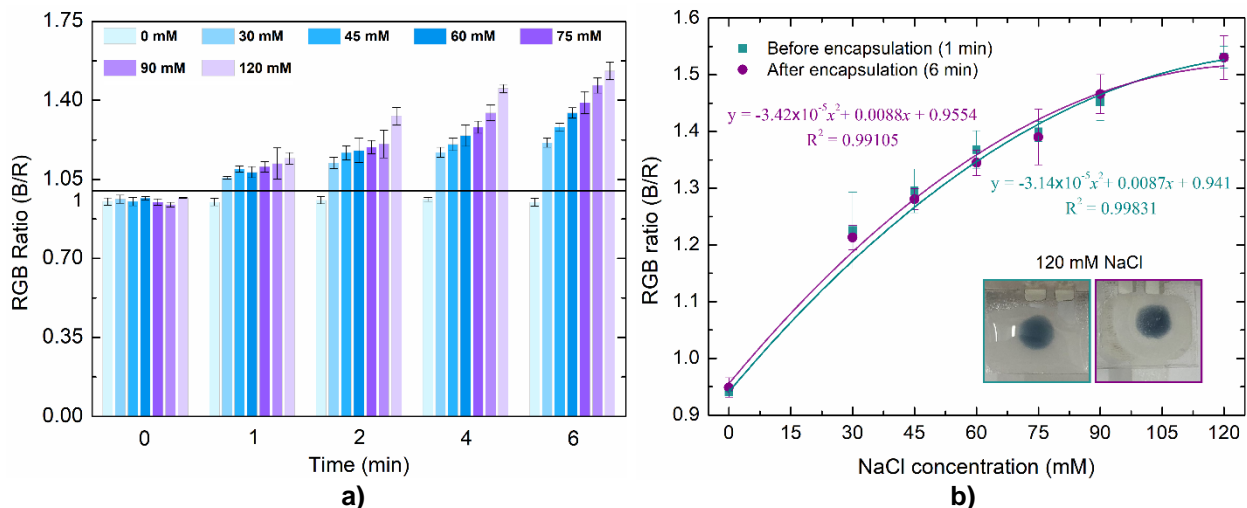 1.75
1.40
1.05
1
0.70
0.35
0.00
RGB Ratio (B/R)
0 mM 30 mM 45 mM 60 mM 75 mM
90 mM 120 mM
0 1 2 4 6
Time (min)
a)
1.6
1.5
1.4
1.3
1.2
1.1
1.0
0.9
RGB ratio (B/R)
Before encapsulation (1 min)
After encapsulation (6 min)
y = -3.42×10⁻⁵x²+ 0.0088x + 0.9554
R² = 0.99105
y = -3.14×10⁻⁵x²+ 0.0087x + 0.941
R² = 0.99831
120 mM NaCl
0 15 30 45 60 75 90 105 120
NaCl concentration (mM)
b)